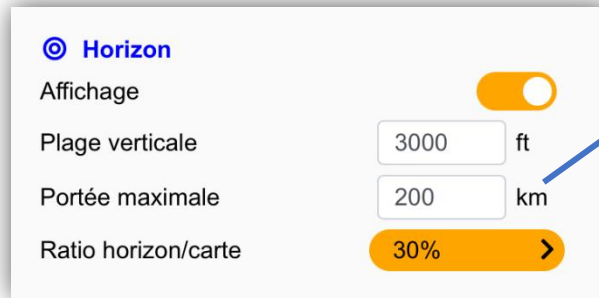 Horizon
Affichage
Plage verticale 3000 ft
Portée maximale 200 km
Ratio horizon/carte 30%